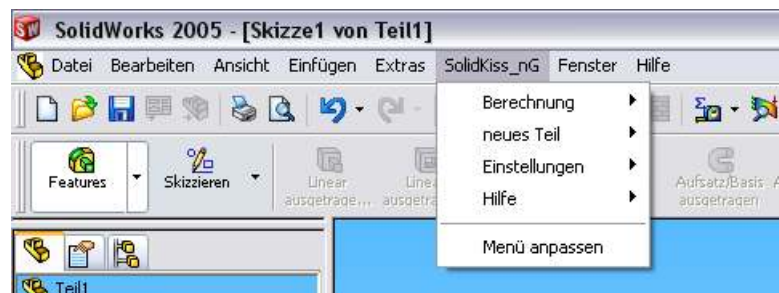 SolidWorks 2005 - [Skizze1 von Teil1]
Datei Bearbeiten Ansicht Einfügen Extras SolidKiss_nG Fenster Hilfe
Berechnung
neues Teil
Einstellungen
Hilfe
Menü anpassen
Features Skizzieren Linear Aufsatz/Basis
ausgetrage... ausgetragen
Teil1